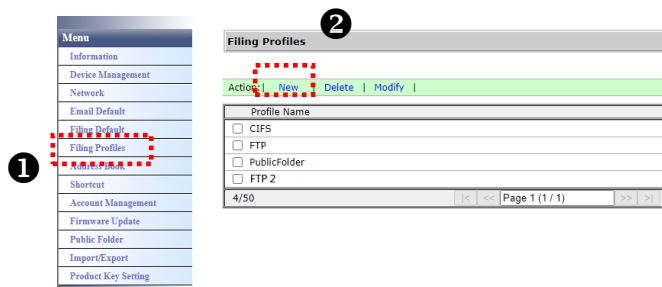 ❷
Menu
Filing Profiles
Information
Device Management
Action: | New | Delete | Modify |
Network
Email Default
Profile Name
Filing Default
CIFS
Filing Profiles
FTP
❶
Address Book
PublicFolder
Shortcut
FTP 2
Account Management
4/50 |< << Page 1 (1 / 1) >> >|
Firmware Update
Public Folder
Import/Export
Product Key Setting